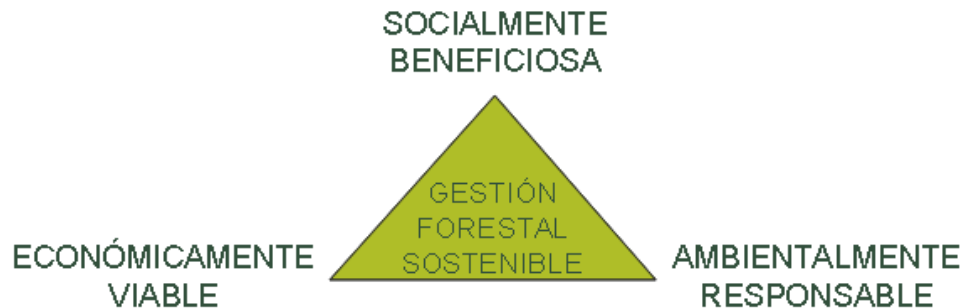 SOCIALMENTE
BENEFICIOSA
GESTIÓN
FORESTAL
SOSTENIBLE
ECONÓMICAMENTE
VIABLE
AMBIENTALMENTE
RESPONSABLE